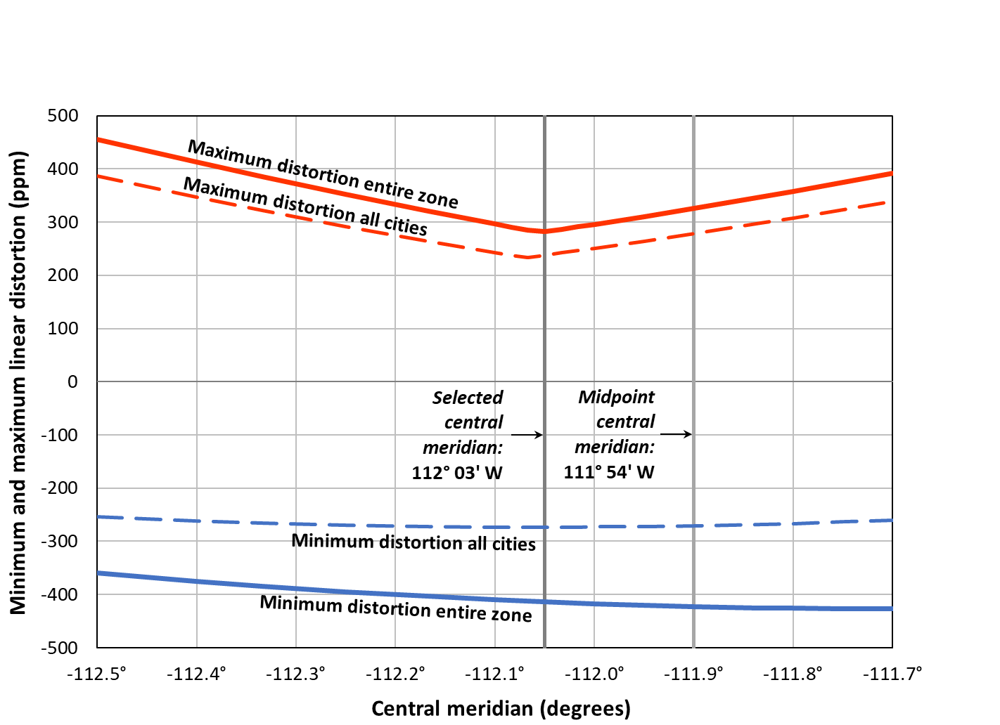 Minimum and maximum linear distortion (ppm)
500
400
300
200
100
0
-100
-200
-300
-400
-500
Maximum distortion entire zone
Maximum distortion all cities
Selected
central
meridian:
112° 03' W
Midpoint
central
meridian:
111° 54' W
Minimum distortion all cities
Minimum distortion entire zone
-112.5° -112.4° -112.3° -112.2° -112.1° -112.0° -111.9° -111.8° -111.7°
Central meridian (degrees)